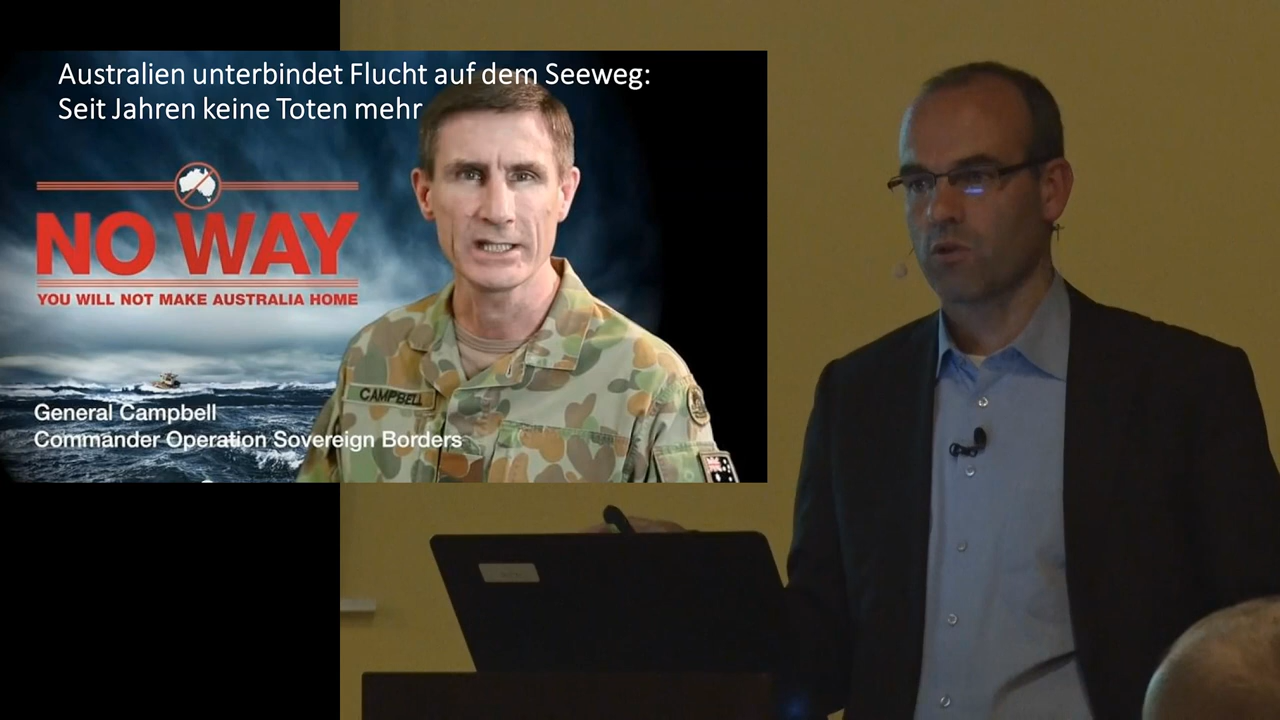 Australien unterbindet Flucht auf dem Seeweg:
Seit Jahren keine Toten mehr
NO WAY
YOU WILL NOT MAKE AUSTRALIA HOME
CAMPBELL
General Campbell
Commander Operation Sovereign Borders